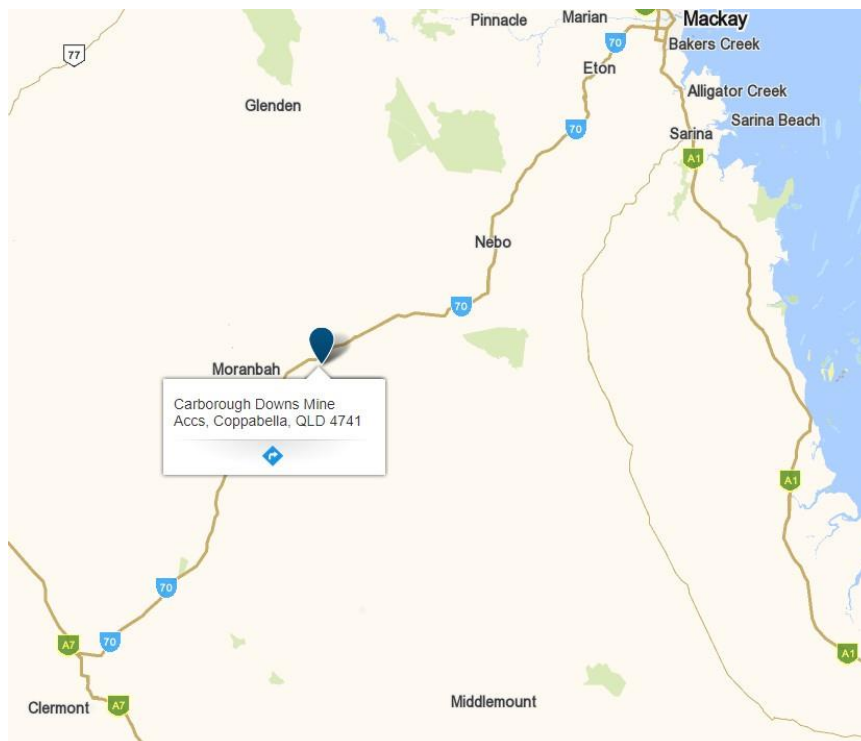 Pinnacle
Marian
Mackay
77
70
Bakers Creek
Eton
Glenden
Alligator Creek
Sarina Beach
70
Sarina
A1
Nebo
70
Moranbah
Carborough Downs Mine
Accs, Coppabella, QLD 4741
A1
70
A7
70
A1
Clermont
A7
Middlemount